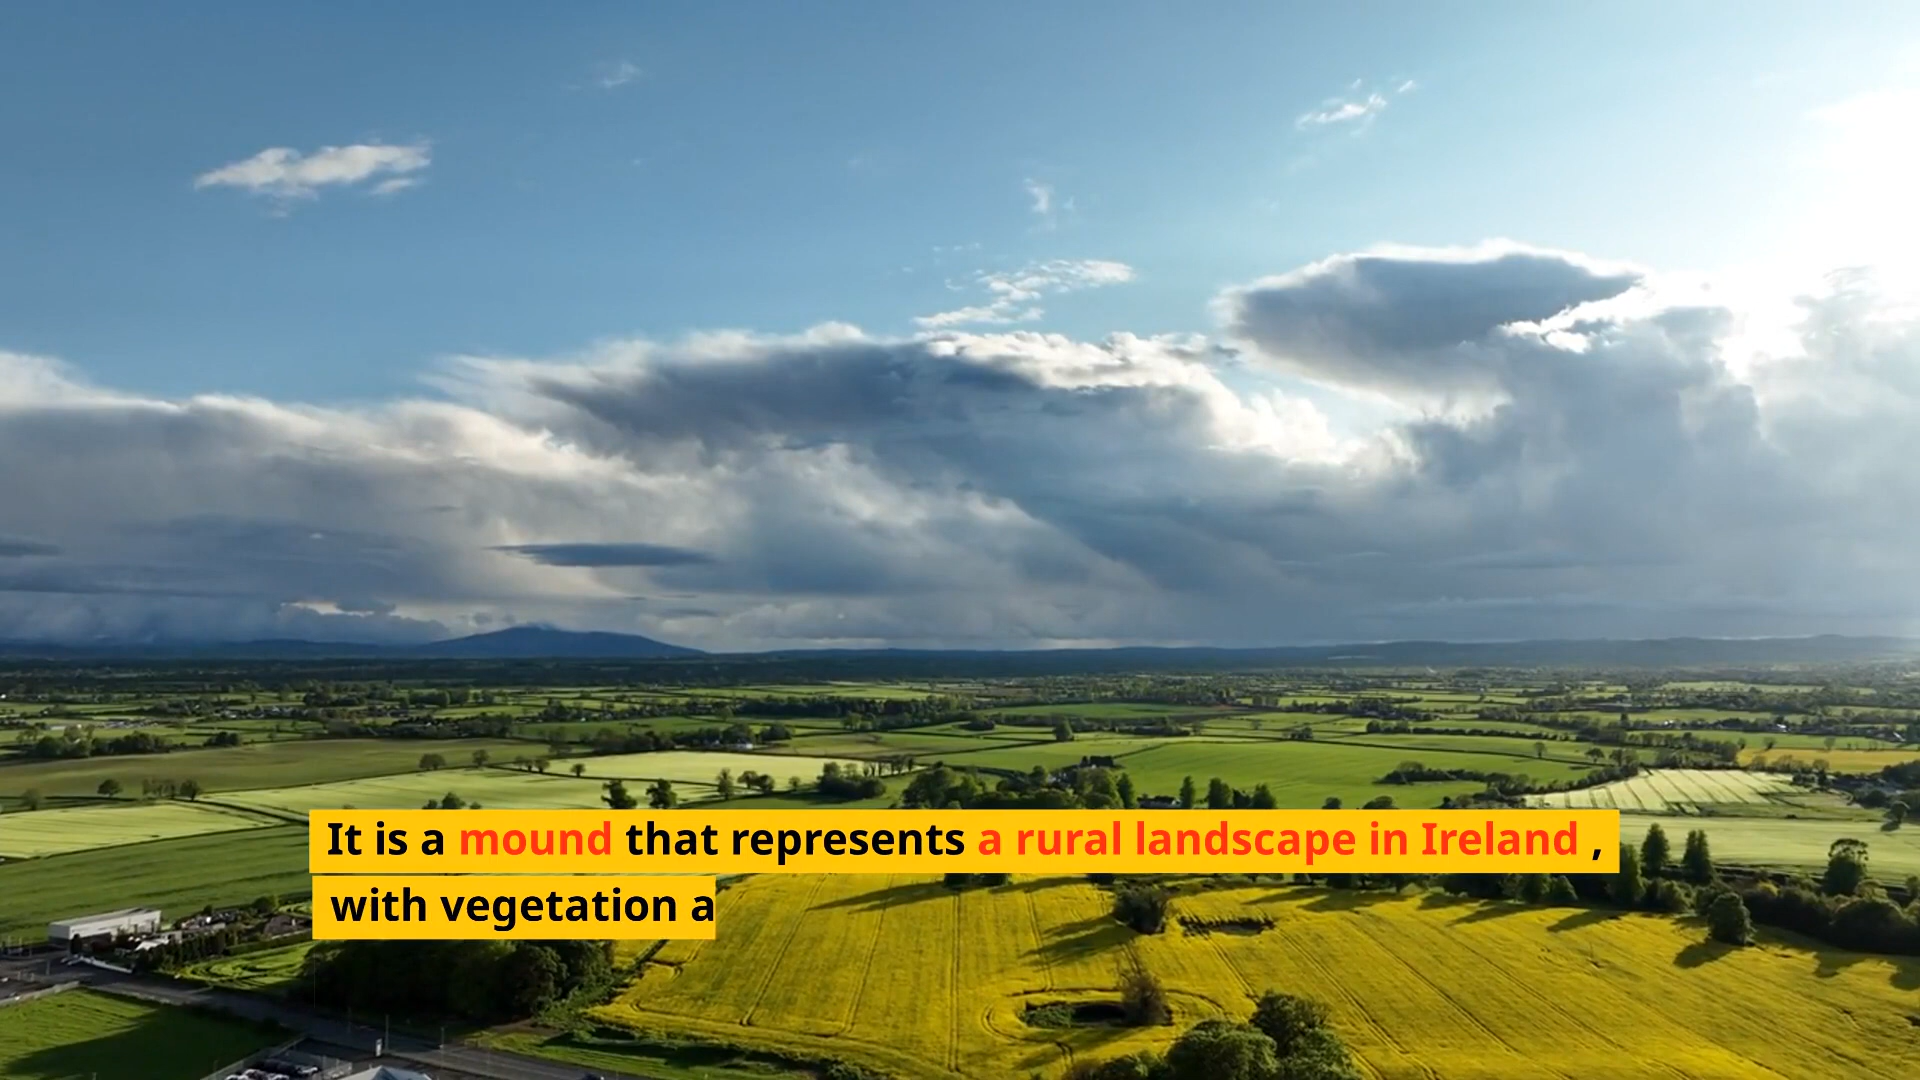 It is a mound that represents a rural landscape in Ireland ,
with vegetation a